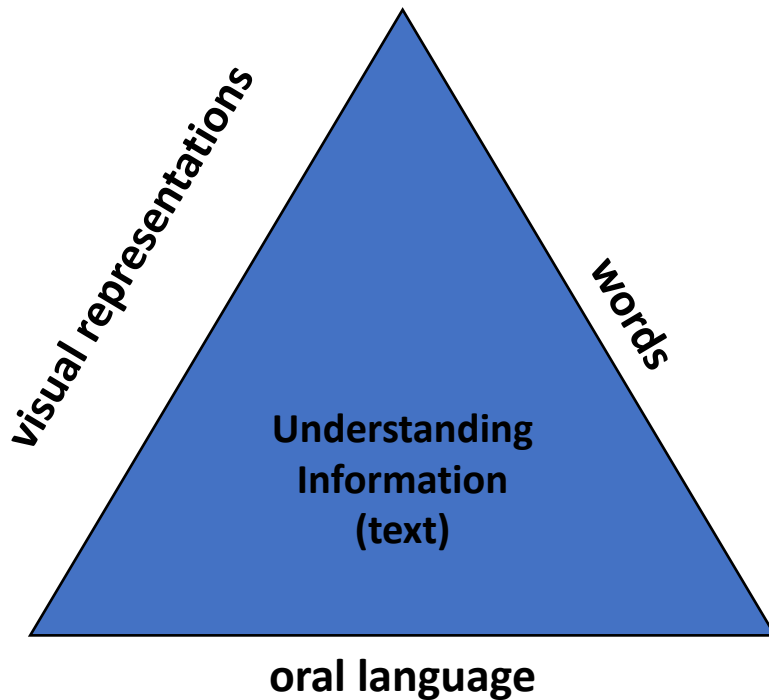 visual representations
words
Understanding
Information
(text)
oral language